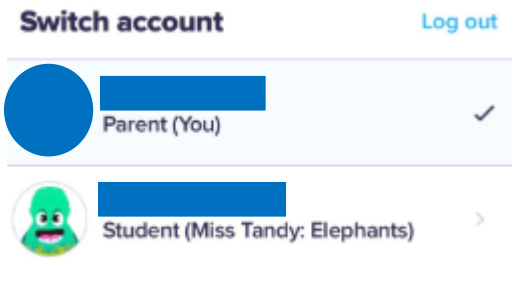 Switch account
Log out
Parent (You)
Student (Miss Tandy: Elephants)